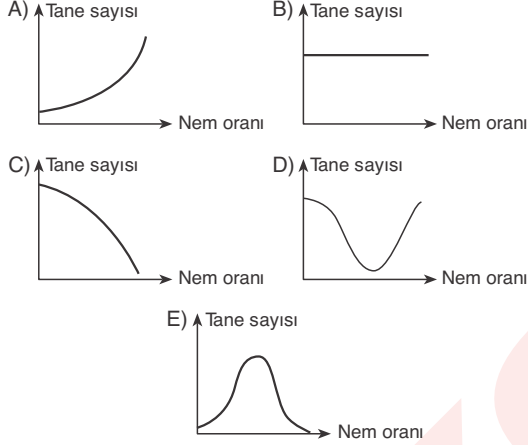 A) Tane sayısı
Nem oranı
B) Tane sayısı
Nem oranı
C) Tane sayısı
Nem oranı
D) Tane sayısı
Nem oranı
E) Tane sayısı
Nem oranı